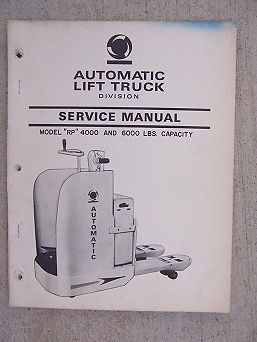 AUTOMATIC
LIFT TRUCK
DIVISION
SERVICE MANUAL
MODEL "RP" 4000 AND 6000 LBS. CAPACITY
AUTOMATIC